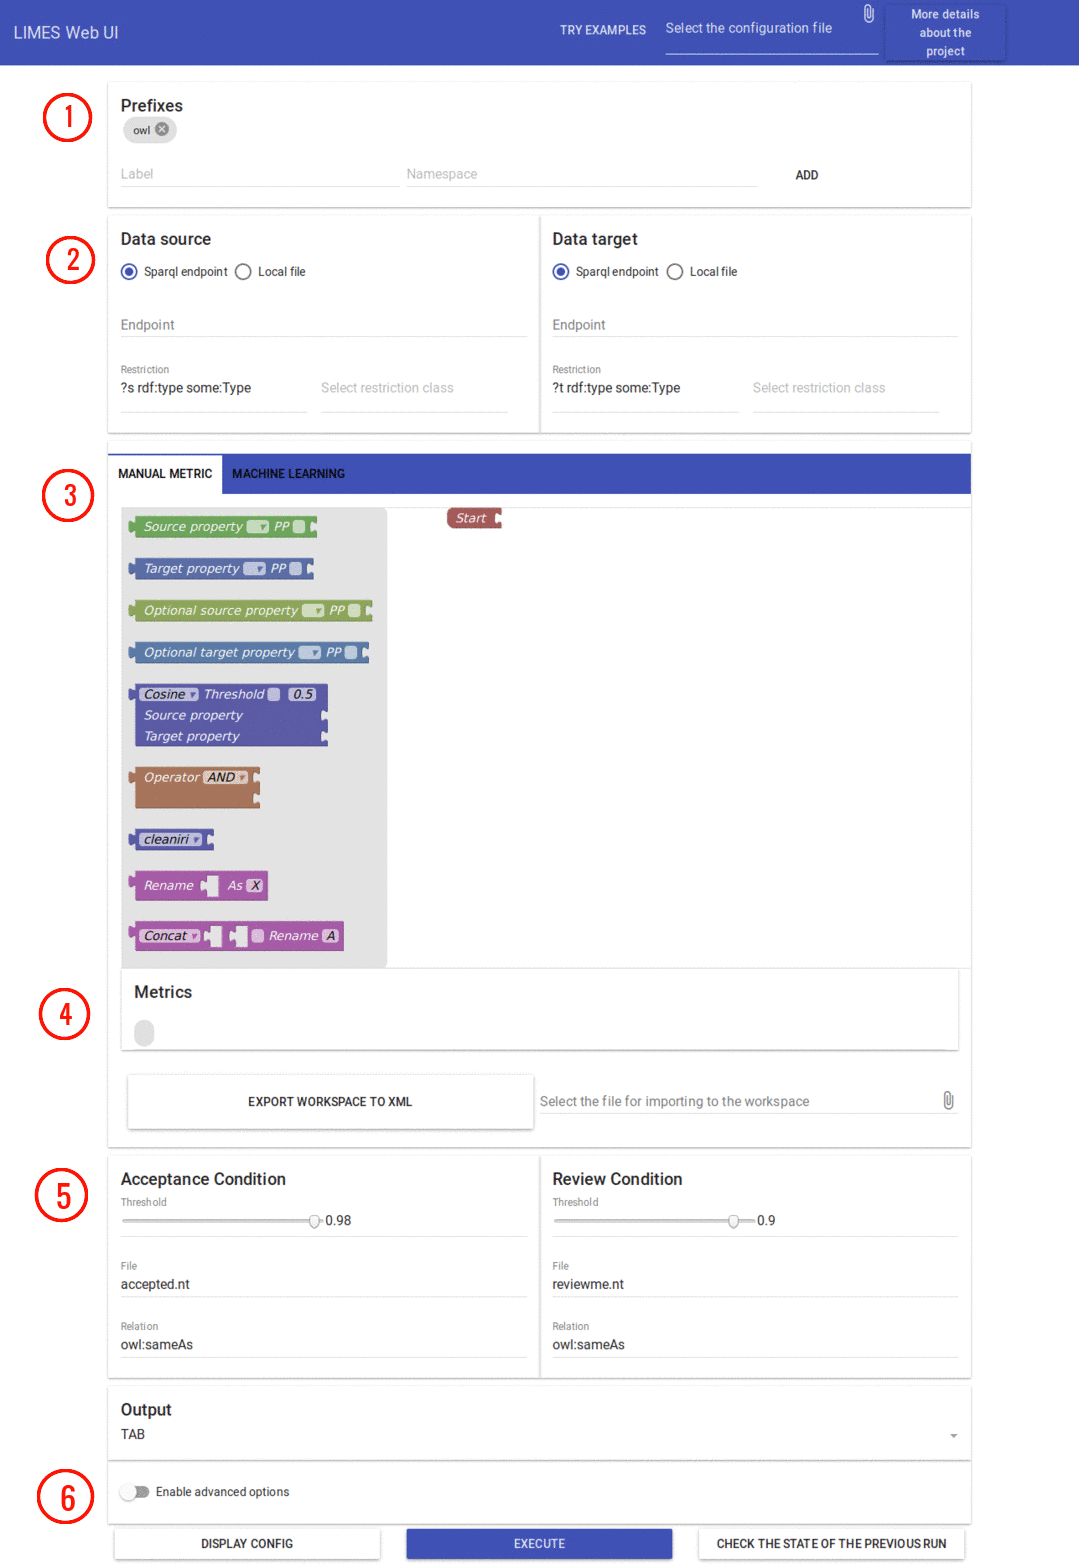 LIMES Web UI
TRY EXAMPLES
Select the configuration file
More details
about the
project
1
Prefixes
owl
Label
Namespace
ADD
2
Data source
Sparql endpoint
Local file
Endpoint
Restriction
?s rdf:type some:Type
Select restriction class
Data target
Sparql endpoint
Local file
Endpoint
Restriction
?t rdf:type some:Type
Select restriction class
3
MANUAL METRIC
MACHINE LEARNING
Source property PP
Target property PP
Optional source property PP
Optional target property PP
Cosine Threshold 0.5
Source property
Target property
Operator AND
cleaniri
Rename As X
Concat Rename A
Start
4
Metrics
EXPORT WORKSPACE TO XML
Select the file for importing to the workspace
5
Acceptance Condition
Threshold
0.98
File
accepted.nt
Relation
owl:sameAs
Review Condition
Threshold
0.9
File
reviewme.nt
Relation
owl:sameAs
Output
TAB
6
Enable advanced options
DISPLAY CONFIG
EXECUTE
CHECK THE STATE OF THE PREVIOUS RUN